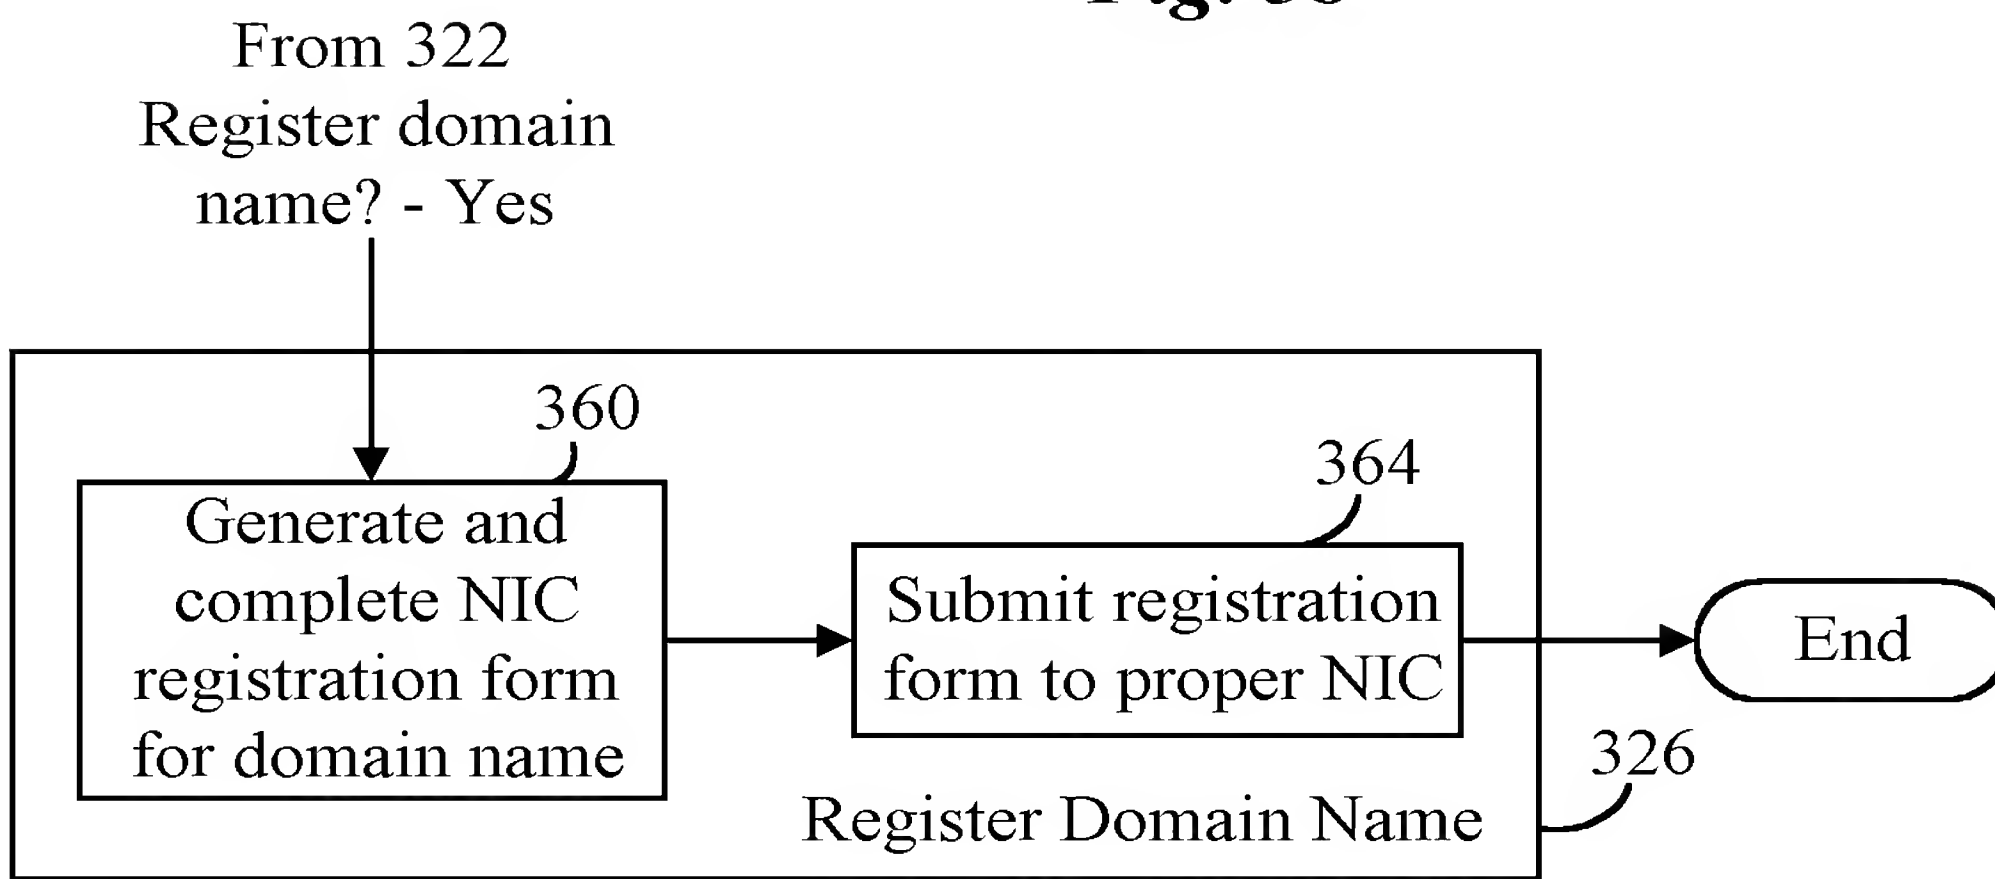 From 322
Register domain
name? - Yes
360
Generate and
complete NIC
registration form
for domain name
364
Submit registration
form to proper NIC
End
326
Register Domain Name